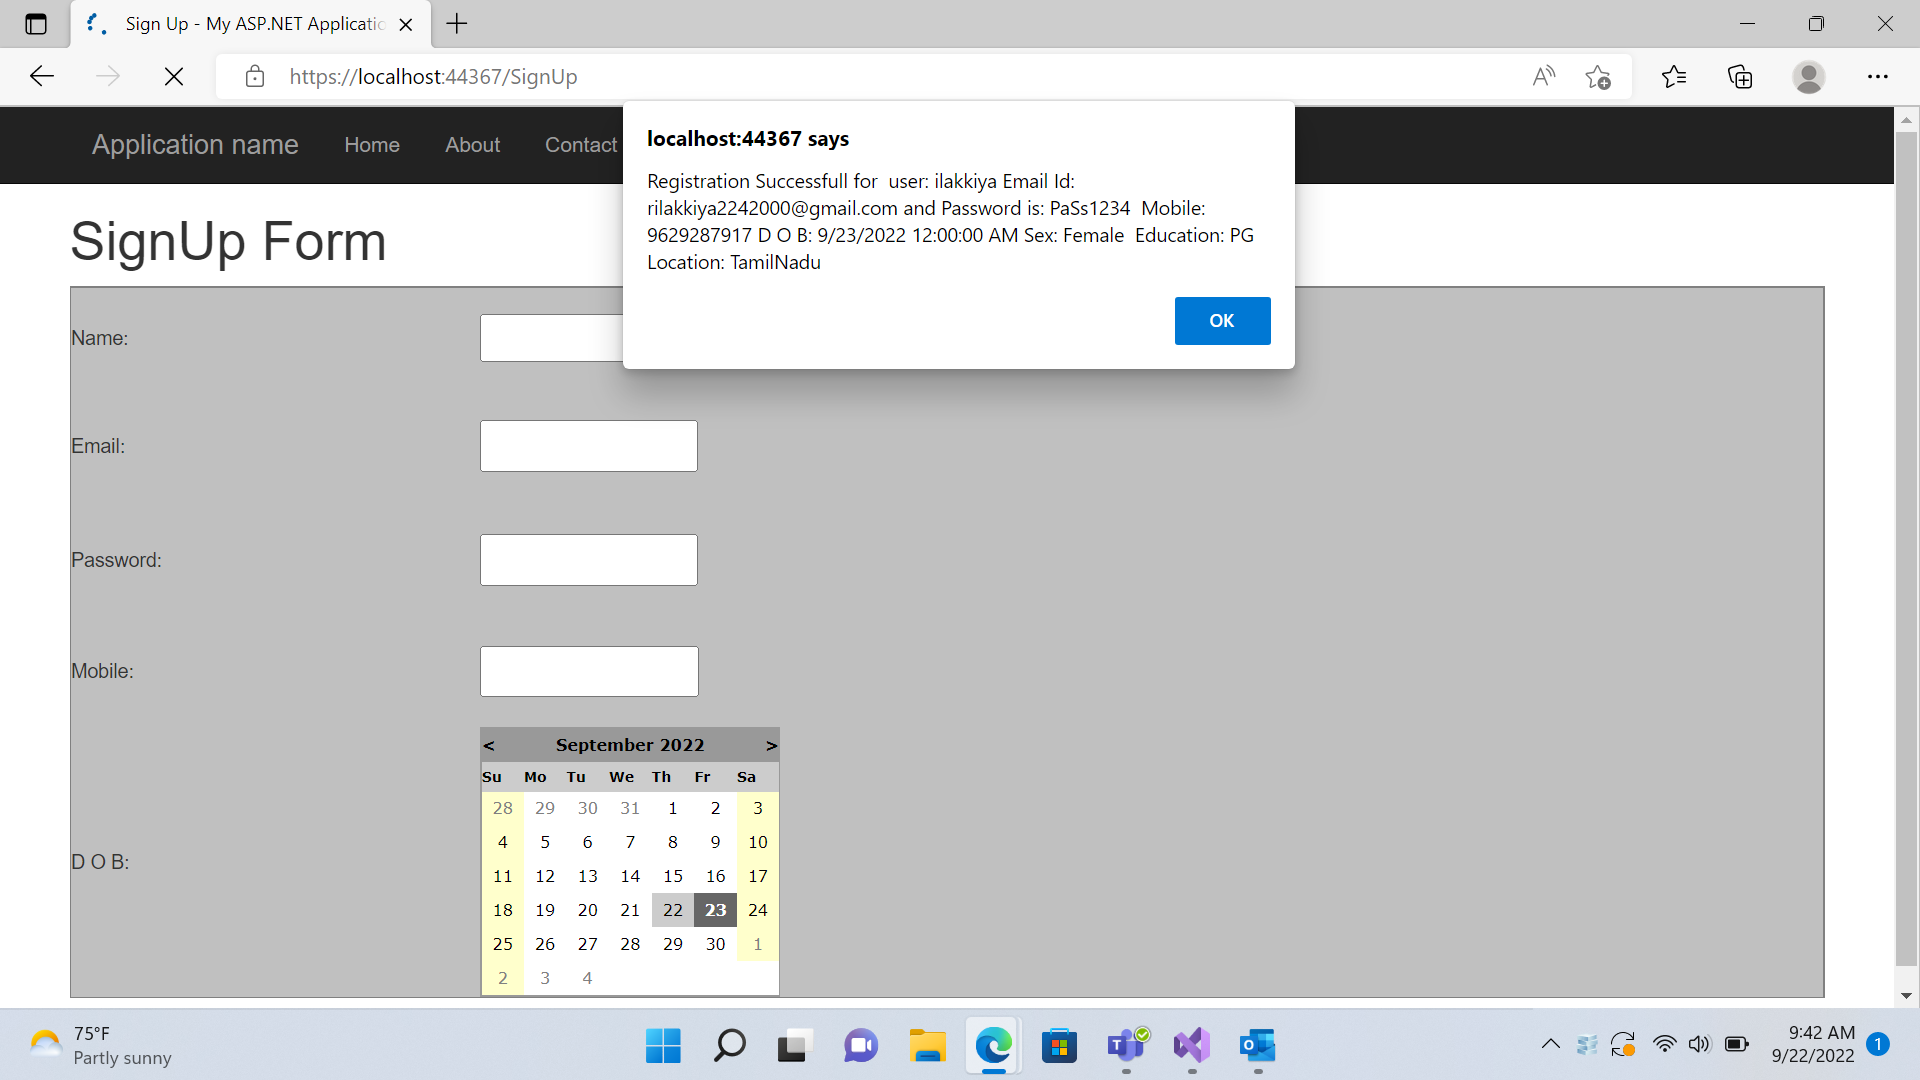 Sign Up - My ASP.NET Applicatio
https://localhost:44367/SignUp
Application name Home About Contact
localhost:44367 says
Registration Successfull for  user: ilakkiya Email Id:
rilakkiya2242000@gmail.com and Password is: PaSs1234  Mobile:
9629287917 D O B: 9/23/2022 12:00:00 AM Sex: Female  Education: PG
Location: TamilNadu
OK
SignUp Form
Name:
Email:
Password:
Mobile:
D O B:
< September 2022 >
Su Mo Tu We Th Fr Sa
28 29 30 31 1 2 3
4 5 6 7 8 9 10
11 12 13 14 15 16 17
18 19 20 21 22 23 24
25 26 27 28 29 30 1
2 3 4
75°F
Partly sunny
9:42 AM
9/22/2022
1